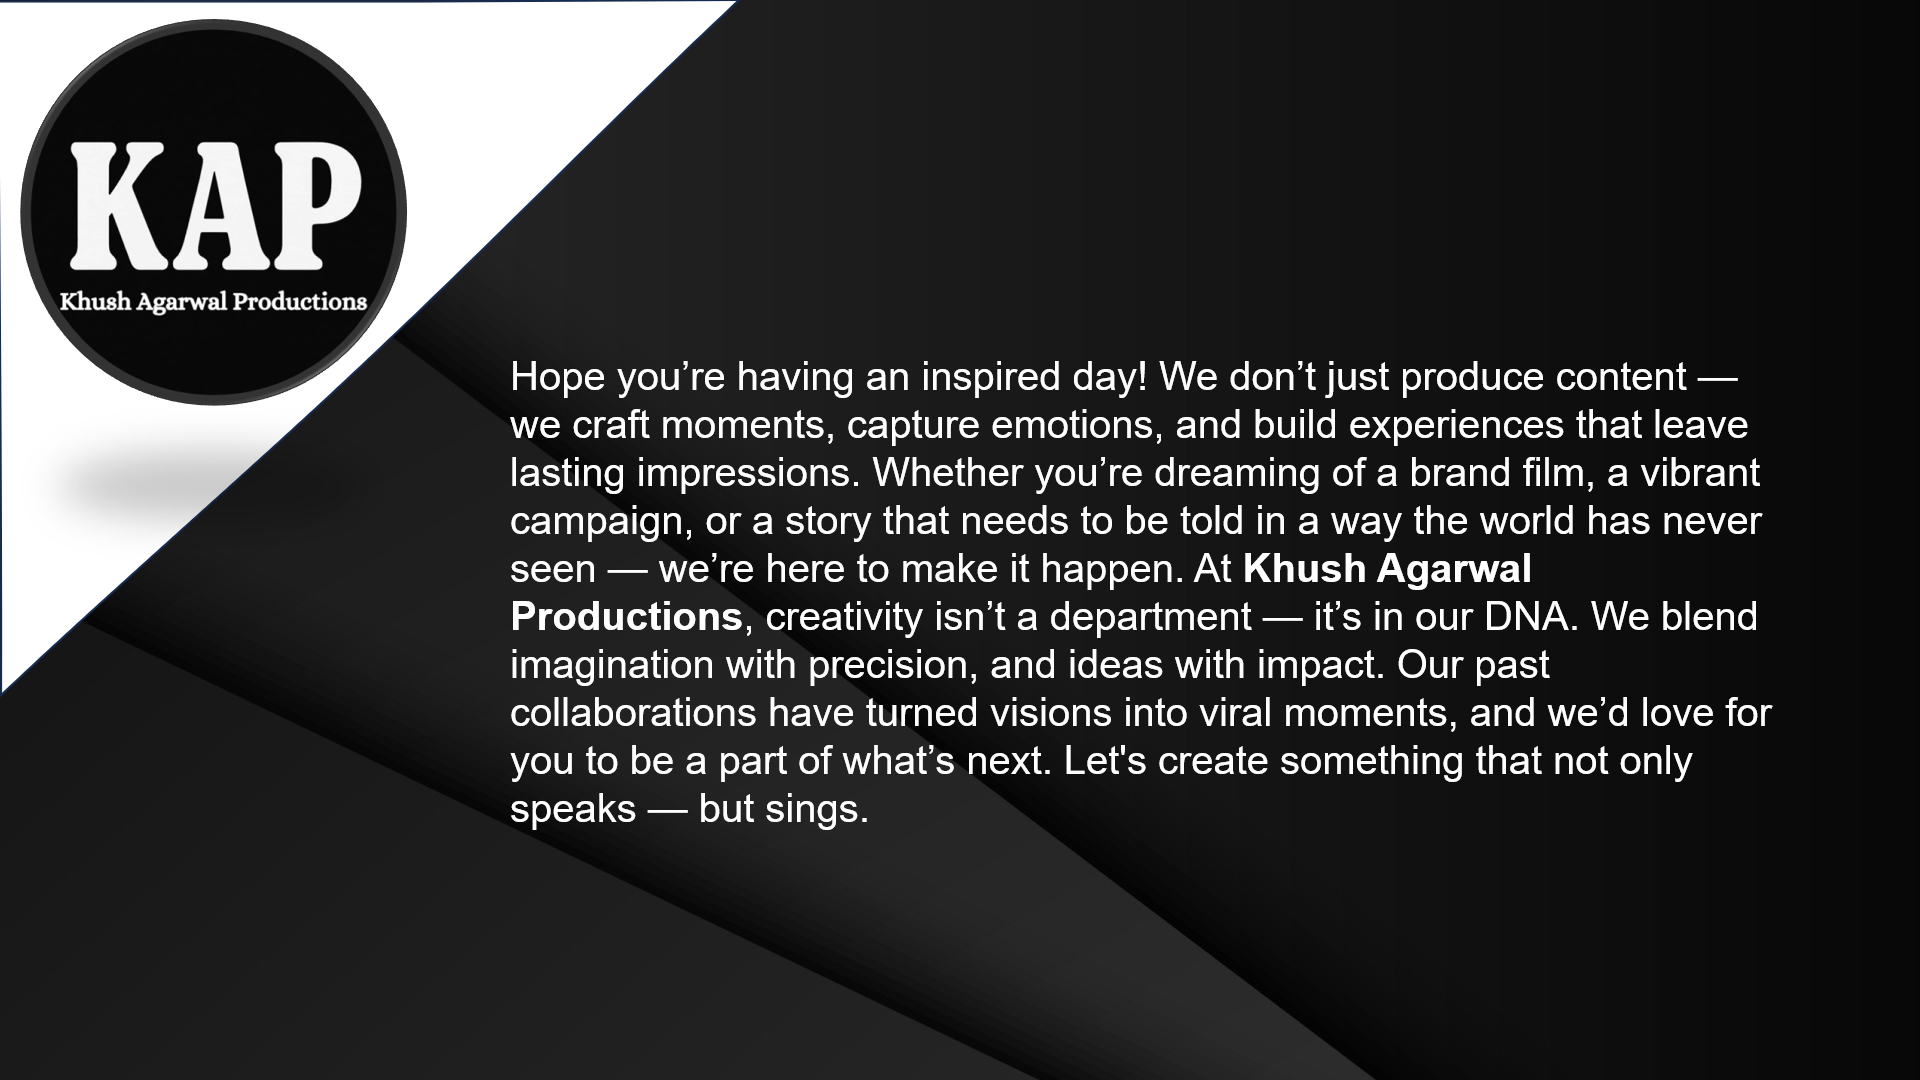 KAP
Khush Agarwal Productions
Hope you’re having an inspired day! We don’t just produce content —
we craft moments, capture emotions, and build experiences that leave
lasting impressions. Whether you’re dreaming of a brand film, a vibrant
campaign, or a story that needs to be told in a way the world has never
seen — we’re here to make it happen. At Khush Agarwal
Productions, creativity isn’t a department — it’s in our DNA. We blend
imagination with precision, and ideas with impact. Our past
collaborations have turned visions into viral moments, and we’d love for
you to be a part of what’s next. Let's create something that not only
speaks — but sings.